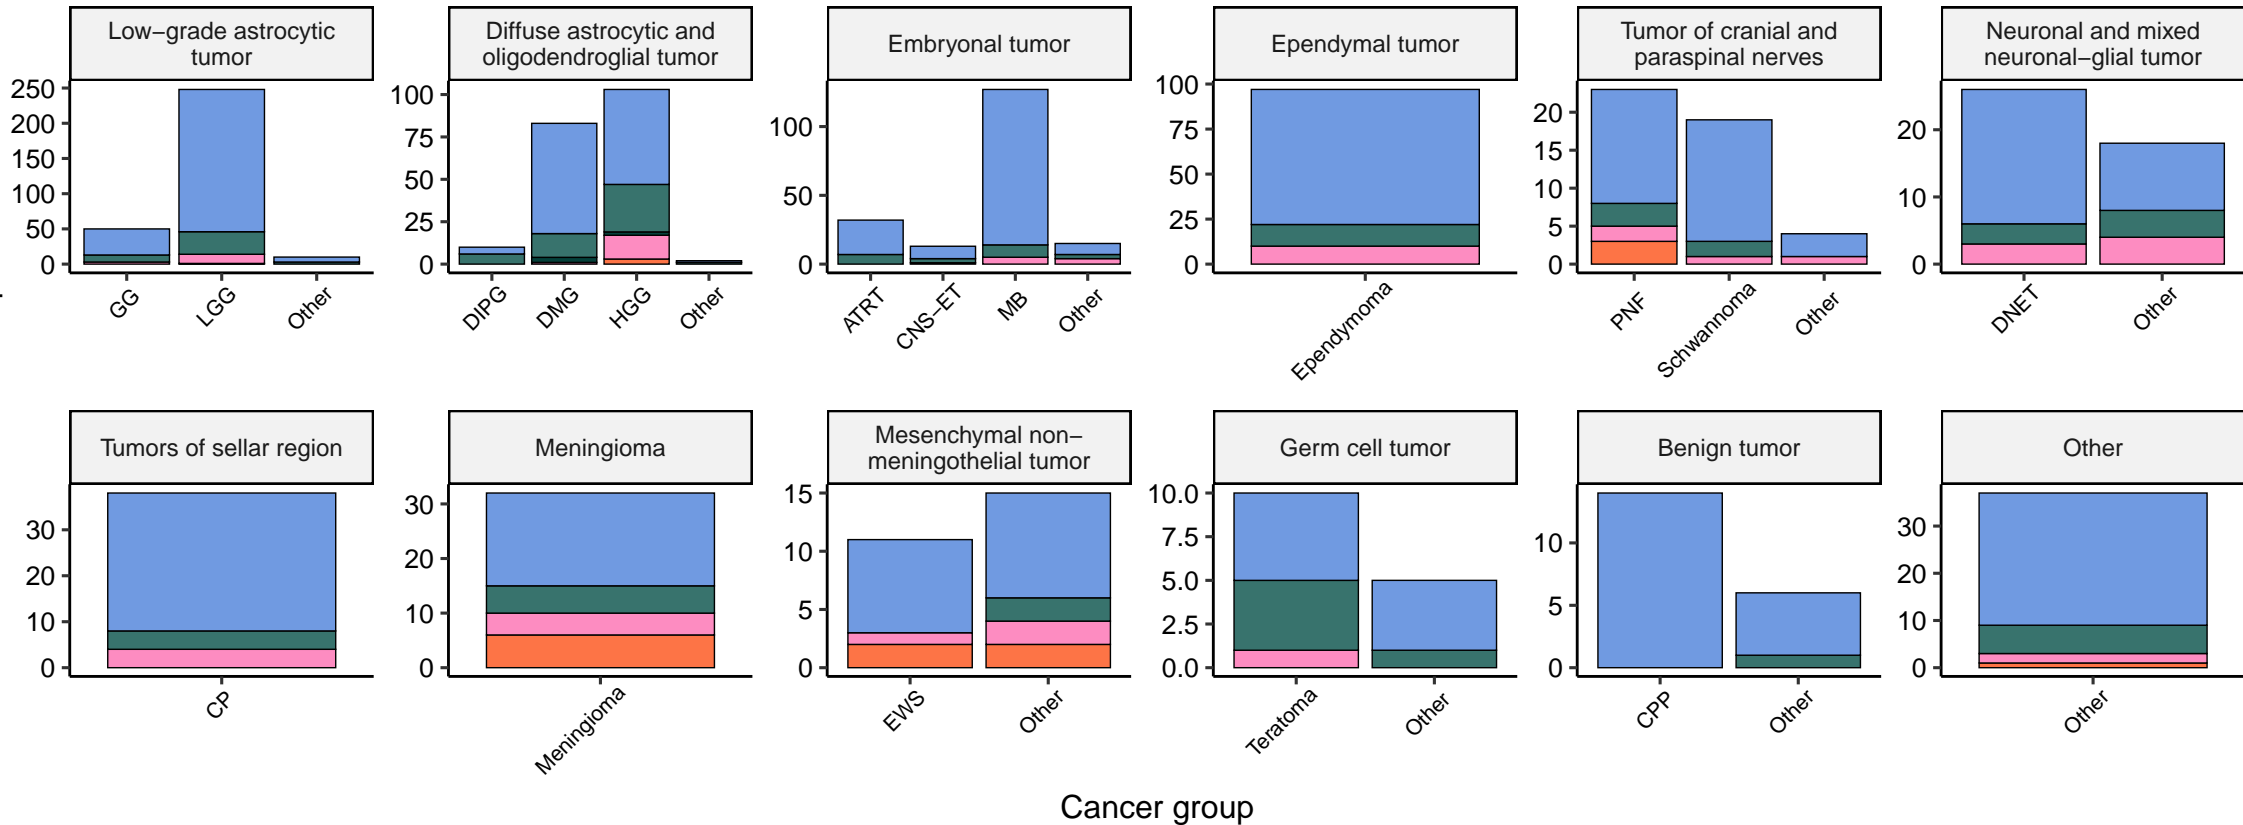 Low−grade astrocytic
tumor
Diffuse astrocytic and
oligodendroglial tumor
Embryonal tumor
Ependymal tumor
Tumor of cranial and
paraspinal nerves
Neuronal and mixed
neuronal−glial tumor
250
200
150
100
50
0
100
75
50
25
0
100
50
0
100
75
50
25
0
20
15
10
5
0
20
10
0
GG
LGG
Other
DIPG
DMG
HGG
Other
ATRT
CNS−ET
MB
Other
Ependymoma
PNF
Schwannoma
Other
DNET
Other
Tumors of sellar region
Meningioma
Mesenchymal non−
meningothelial tumor
Germ cell tumor
Benign tumor
Other
30
20
10
0
30
20
10
0
15
10
5
0
10.0
7.5
5.0
2.5
0.0
10
5
0
30
20
10
0
CP
Meningioma
EWS
Other
Teratoma
Other
CPP
Other
Other
Cancer group